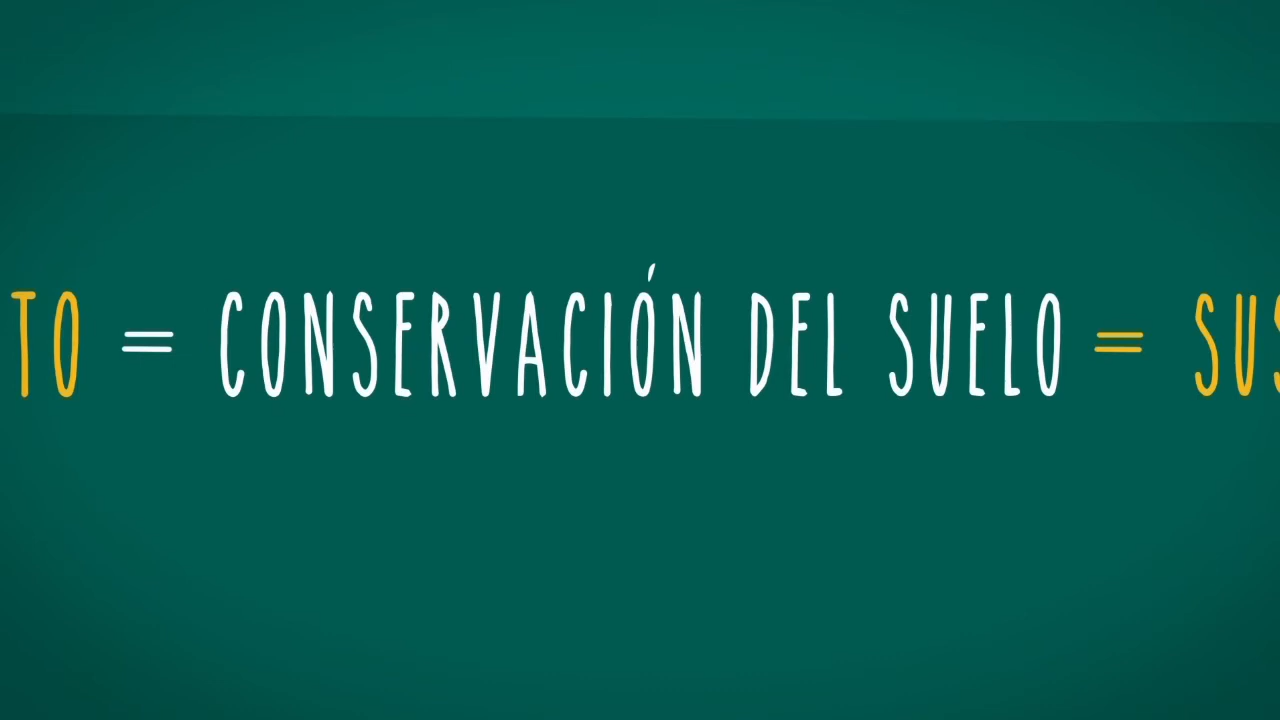 TO = CONSERVACIÓN DEL SUELO = SUS